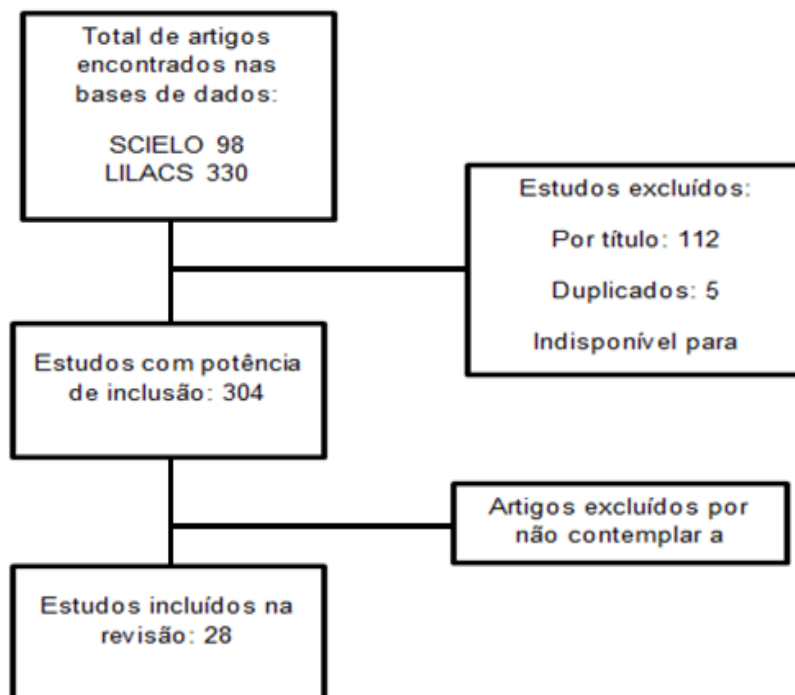 Total de artigos
encontrados nas
bases de dados:
SCIELO 98
LILACS 330
Estudos excluídos:
Por título: 112
Duplicados: 5
Indisponível para
Estudos com potência
de inclusão: 304
Artigos excluídos por
não contemplar a
Estudos incluídos na
revisão: 28